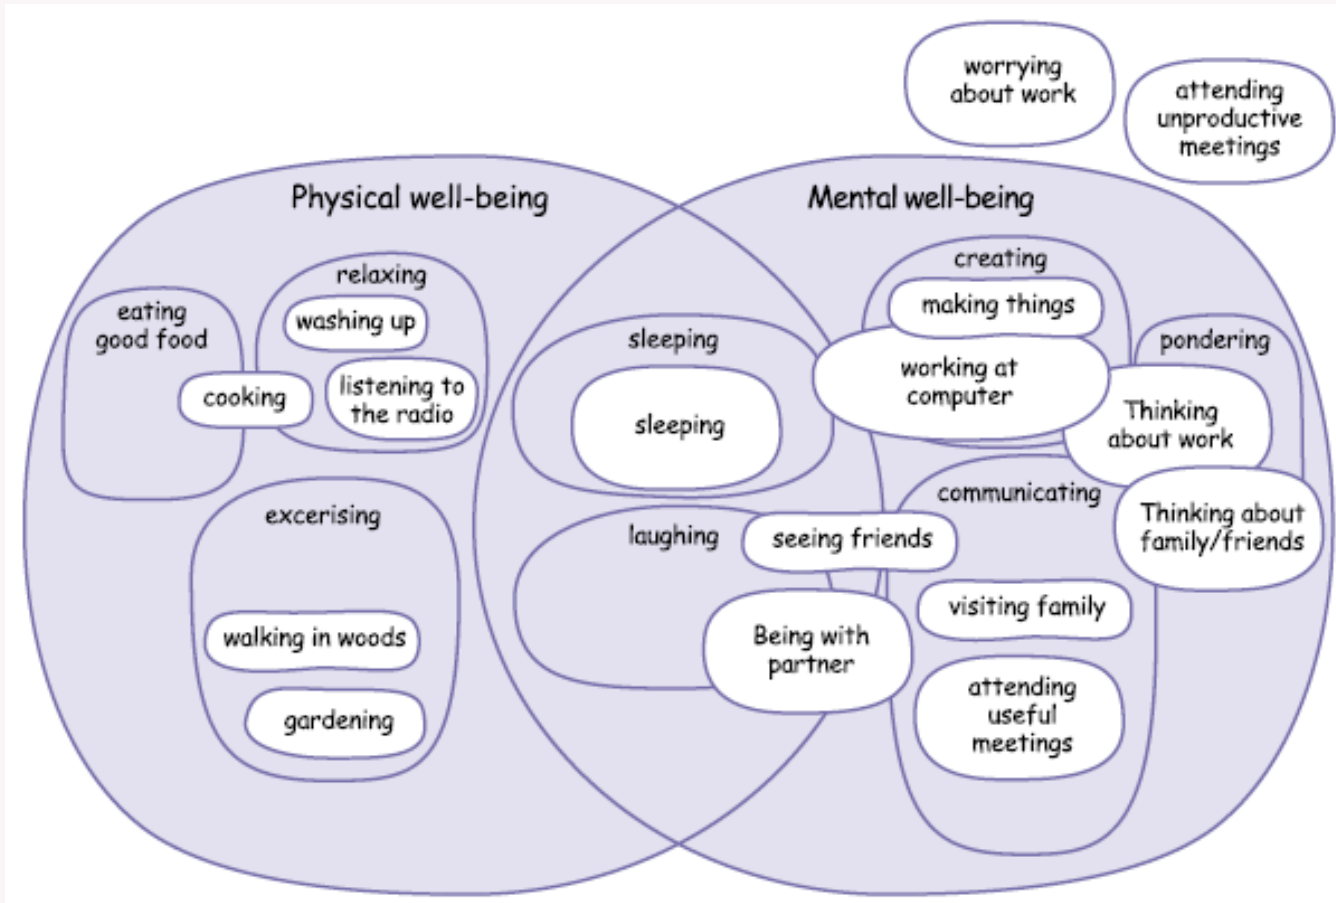 worrying
about work
attending
unproductive
meetings
Physical well-being
Mental well-being
relaxing
washing up
listening to
the radio
eating
good food
cooking
excerising
walking in woods
gardening
sleeping
sleeping
laughing
seeing friends
Being with
partner
creating
making things
working at
computer
pondering
Thinking
about work
Thinking about
family/friends
communicating
visiting family
attending
useful
meetings